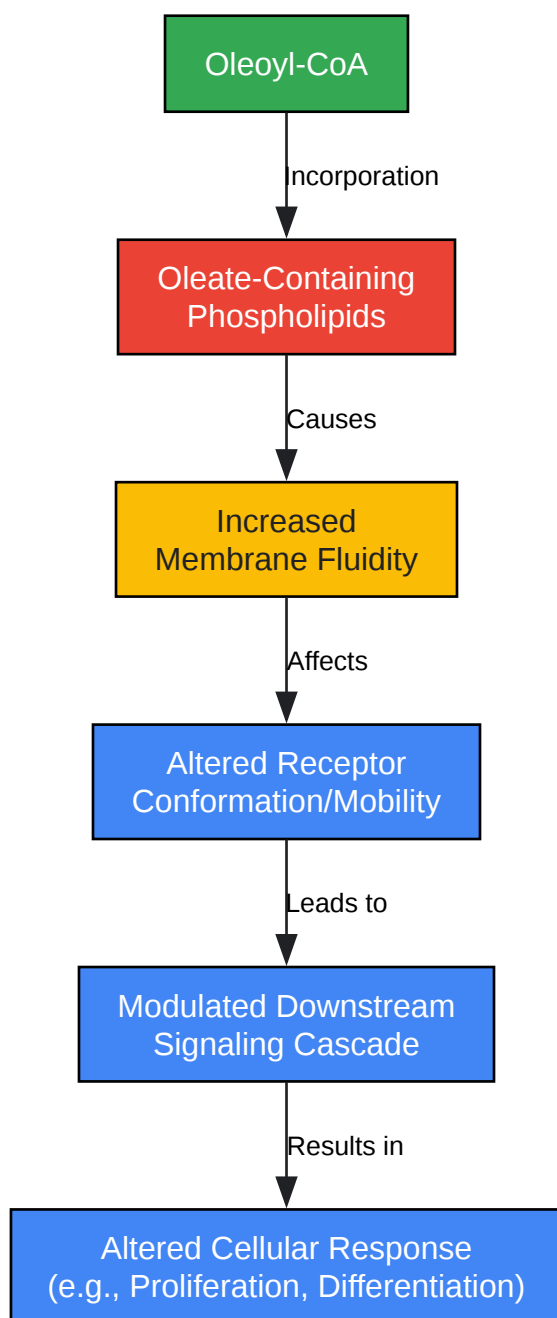 Oleoyl-CoA
Incorporation
Oleate-Containing
Phospholipids
Causes
Increased
Membrane Fluidity
Affects
Altered Receptor
Conformation/Mobility
Leads to
Modulated Downstream
Signaling Cascade
Results in
Altered Cellular Response
(e.g., Proliferation, Differentiation)